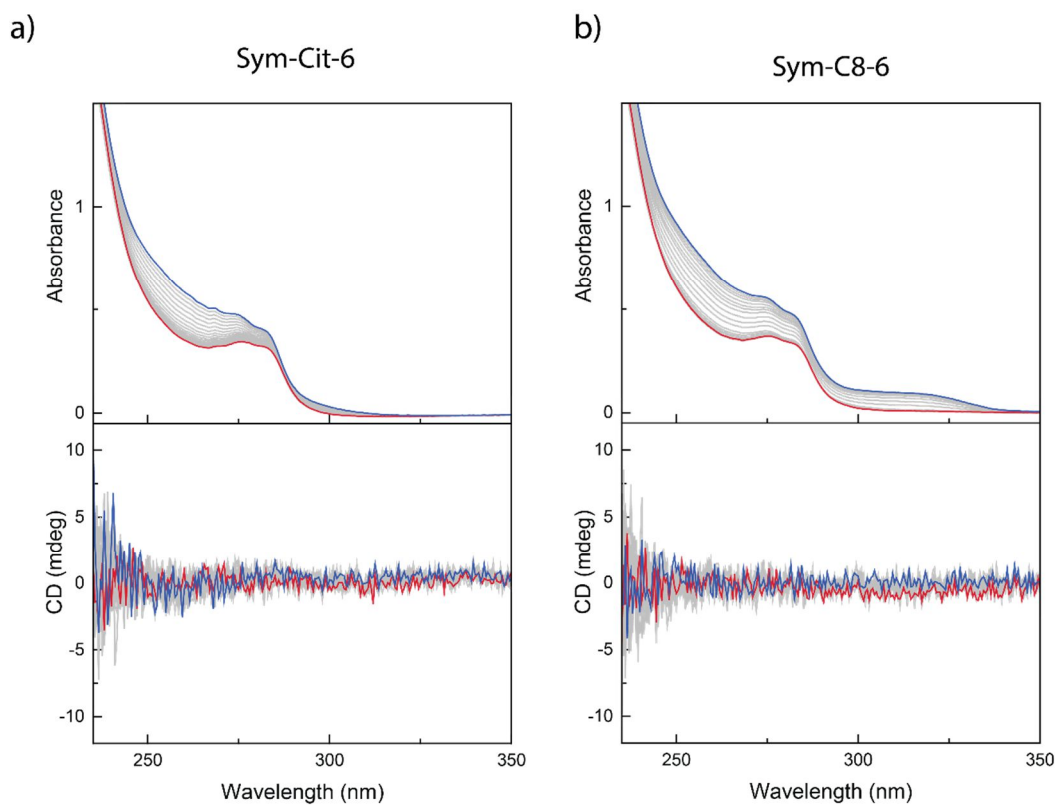 a)
Sym-Cit-6
Absorbance
1
0
CD (mdeg)
10
5
0
-5
-10
250
300
350
Wavelength (nm)
b)
Sym-C8-6
Absorbance
1
0
CD (mdeg)
10
5
0
-5
-10
250
300
350
Wavelength (nm)